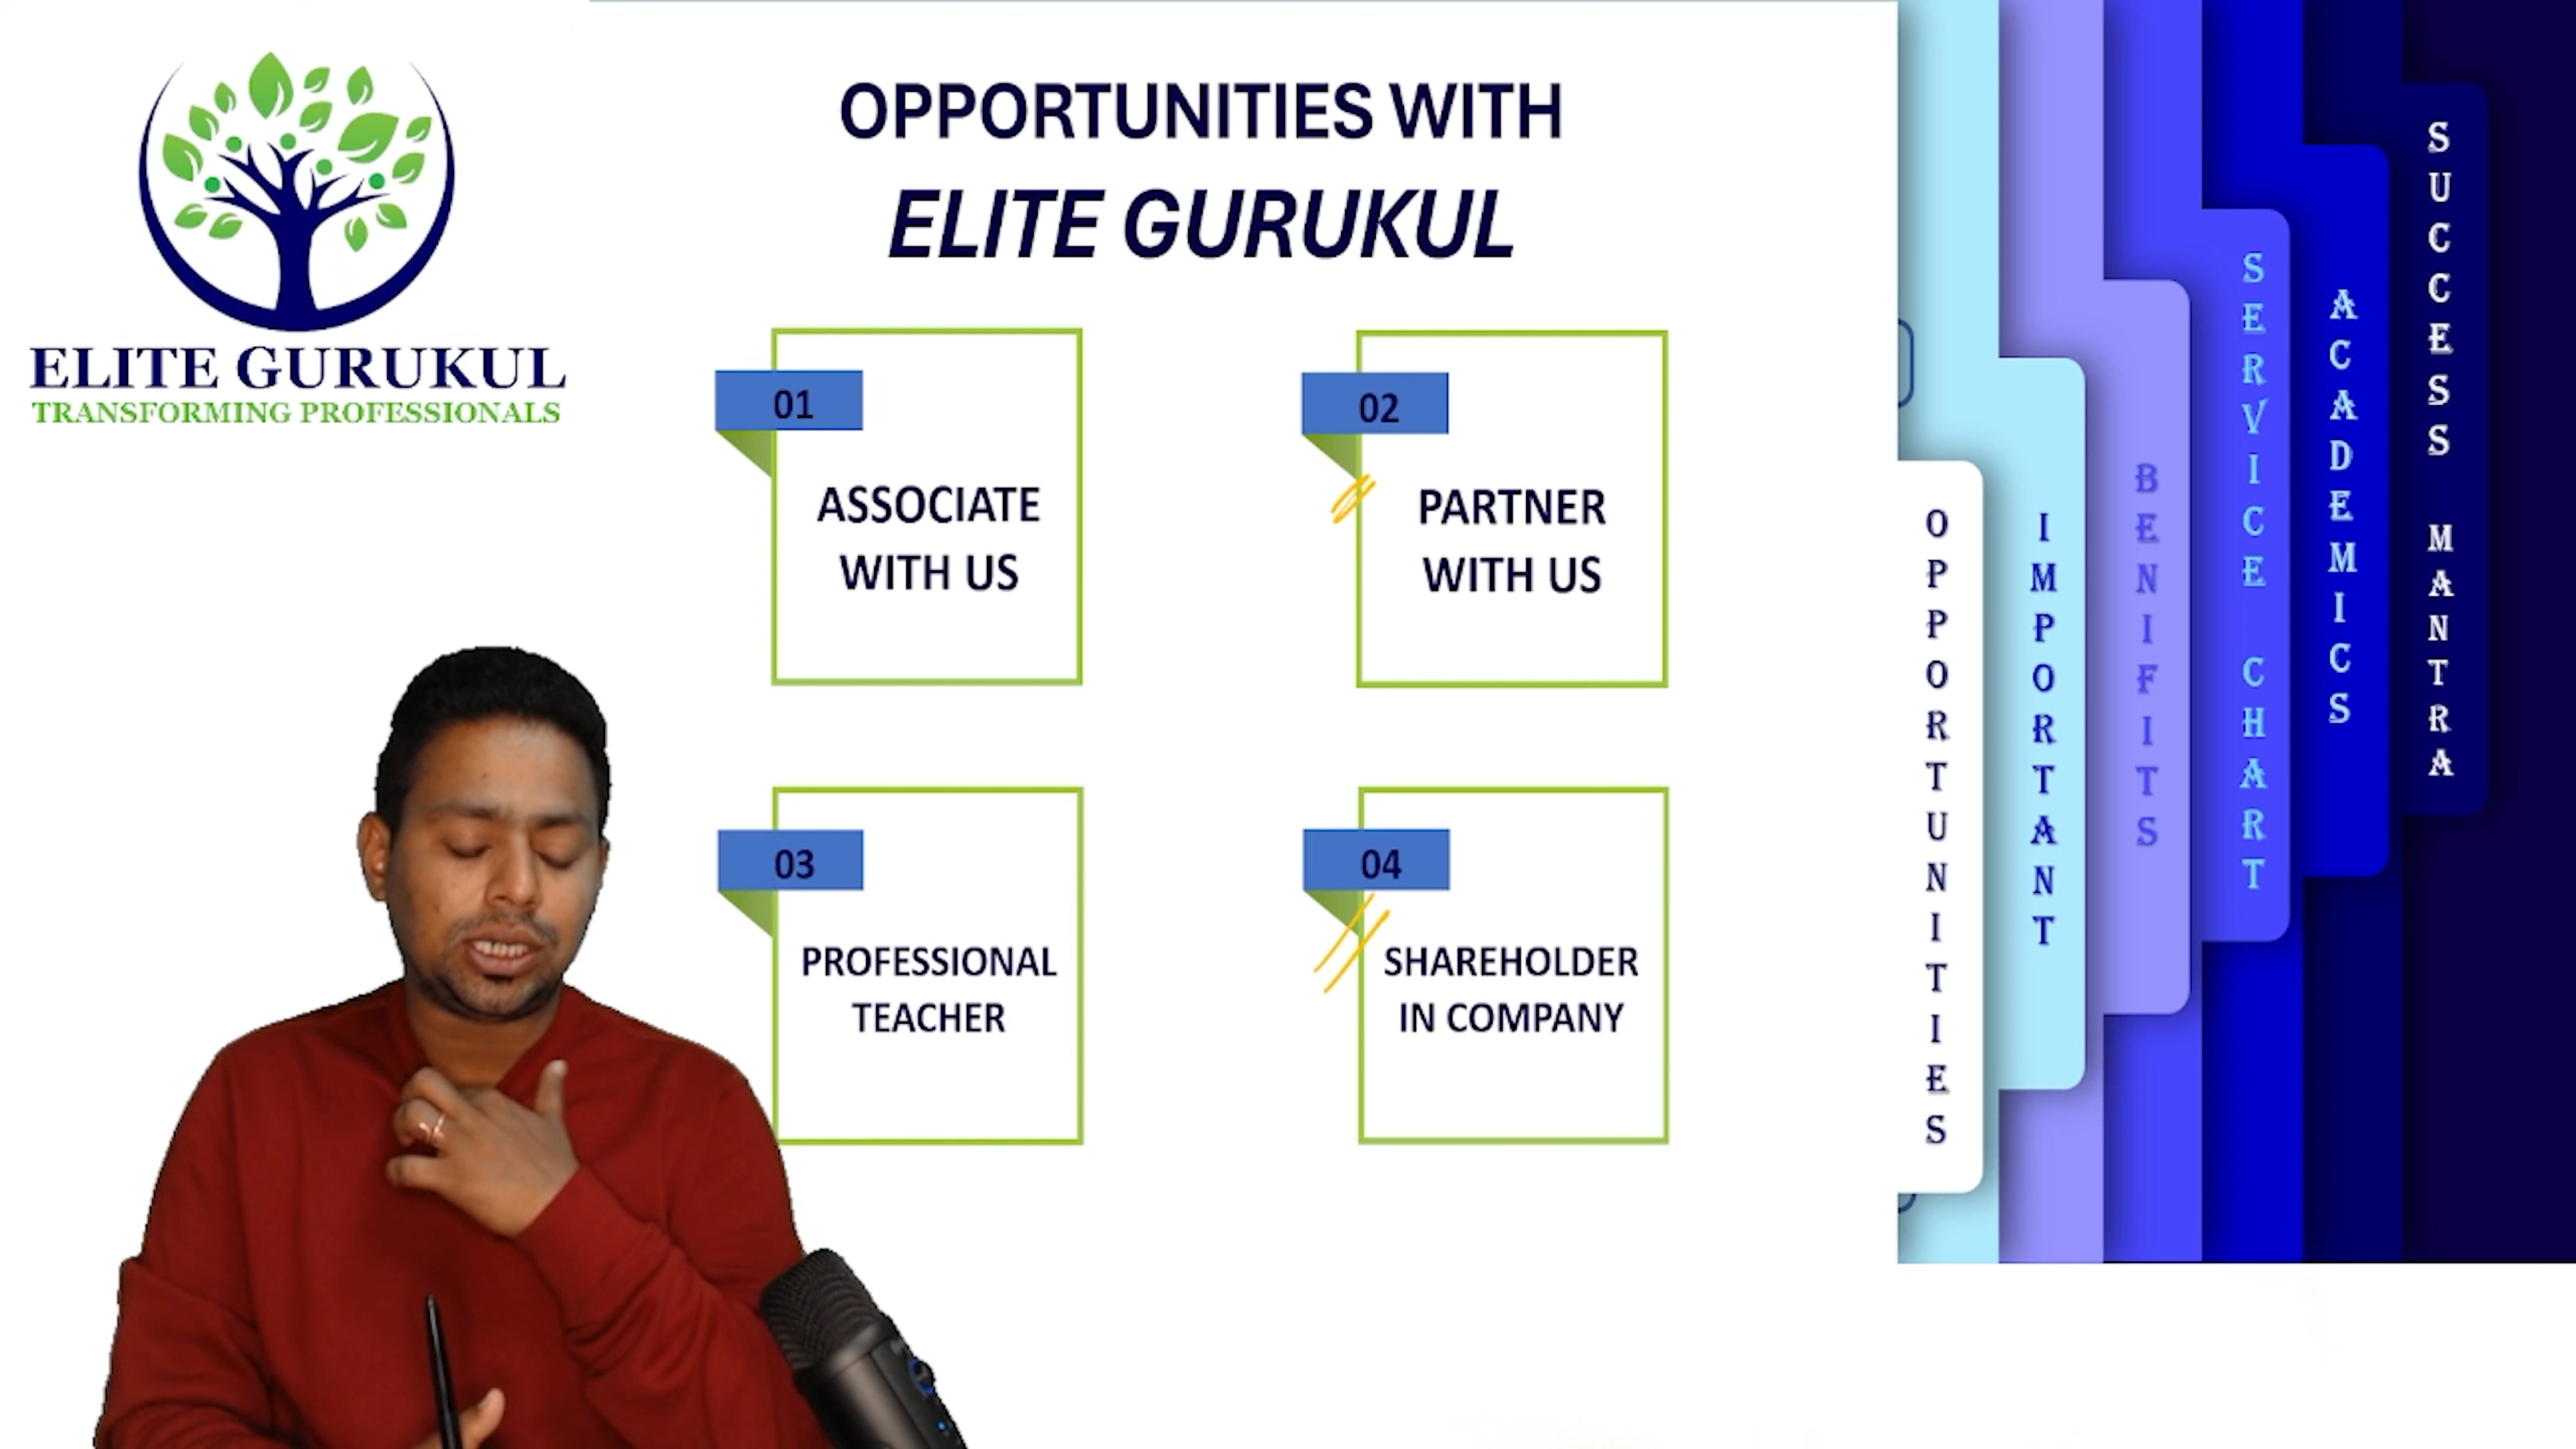 ELITE GURUKUL
TRANSFORMING PROFESSIONALS
OPPORTUNITIES WITH
ELITE GURUKUL
01
ASSOCIATE
WITH US
02
PARTNER
WITH US
03
PROFESSIONAL
TEACHER
04
SHAREHOLDER
IN COMPANY
OPPORTUNITIES
IMPORTANT
BENIFITS
SERVICE CHART
ACADEMICS
SUCCESS MANTRA